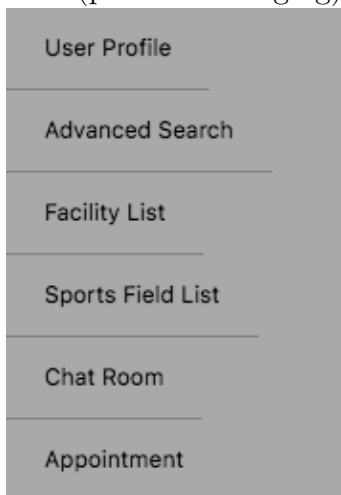 User Profile
Advanced Search
Facility List
Sports Field List
Chat Room
Appointment